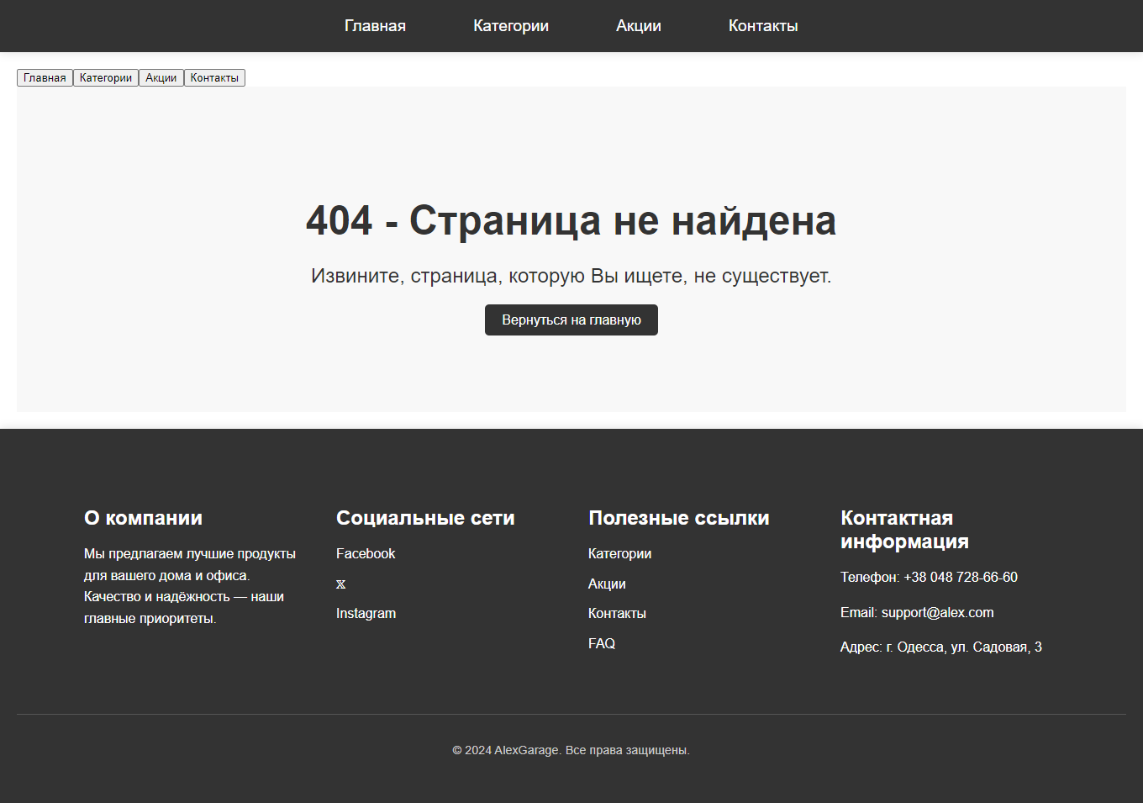 Главная Категории Акции Контакты
Главная Категории Акции Контакты
404 - Страница не найдена
Извините, страница, которую Вы ищете, не существует.
Вернуться на главную
О компании
Мы предлагаем лучшие продукты
для вашего дома и офиса.
Качество и надёжность — наши
главные приоритеты.
Социальные сети
Facebook
𝕏
Instagram
Полезные ссылки
Категории
Акции
Контакты
FAQ
Контактная
информация
Телефон: +38 048 728-66-60
Email: support@alex.com
Адрес: г. Одесса, ул. Садовая, 3
© 2024 AlexGarage. Все права защищены.